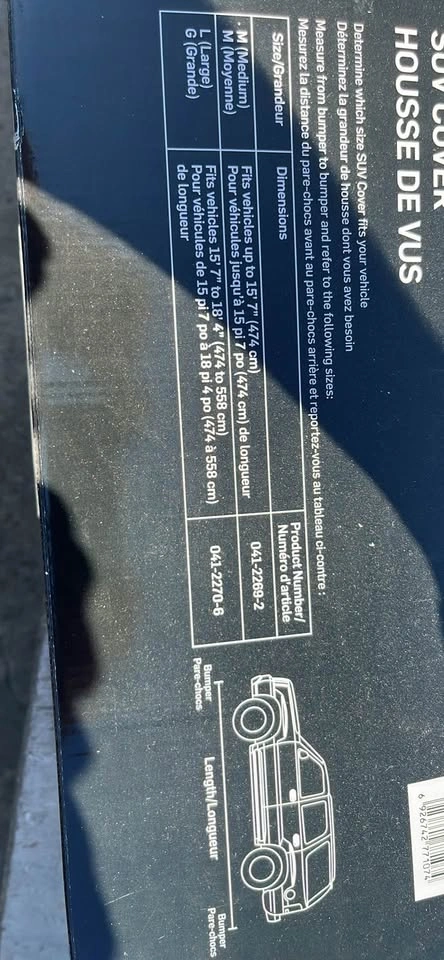 SUV COVER
HOUSSE DE VUS
Determine which size SUV Cover fits your vehicle
Déterminez la grandeur de housse dont vous avez besoin
Measure from bumper to bumper and refer to the following sizes:
Mesurez la distance du pare-chocs avant au pare-chocs arrière et reportez-vous au tableau ci-contre :
Size/Grandeur
Dimensions
Product Number/
Numéro d'article
M (Medium)
M (Moyenne)
Fits vehicles up to 15' 7" (474 cm)
Pour véhicules jusqu'à 15 pi 7 po (474 cm) de longueur
041-2269-2
L (Large)
G (Grande)
Fits vehicles 15' 7" to 18' 4" (474 to 558 cm)
Pour véhicules de 15 pi 7 po à 18 pi 4 po (474 à 558 cm)
de longueur
041-2270-6
Bumper
Pare-chocs
Length/Longueur
Bumper
Pare-chocs
6 926742 771074